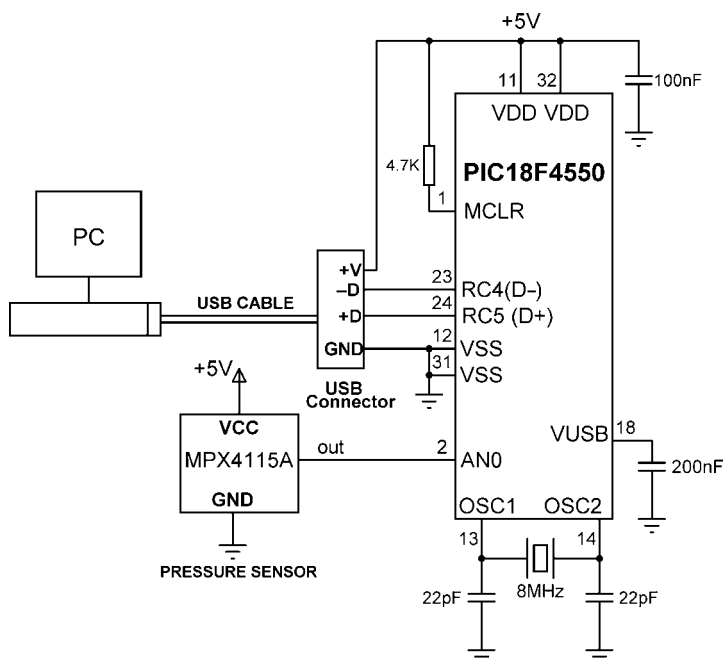 +5V
11
32
100nF
VDD VDD
4.7K
PIC18F4550
1
MCLR
PC
+V
–D
23
RC4(D–)
USB CABLE
+D
24
RC5 (D+)
GND
12
VSS
31
VSS
USB
Connector
+5V
VCC
MPX4115A
GND
out
2
AN0
VUSB
18
200nF
PRESSURE SENSOR
OSC1
OSC2
13
14
8MHz
22pF
22pF